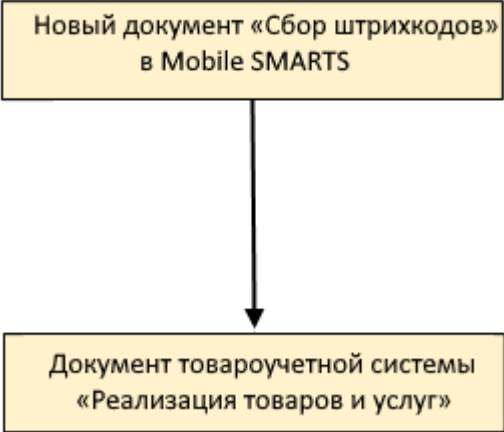 Новый документ «Сбор штрихкодов»
в Mobile SMARTS
Документ товароучетной системы
«Реализация товаров и услуг»